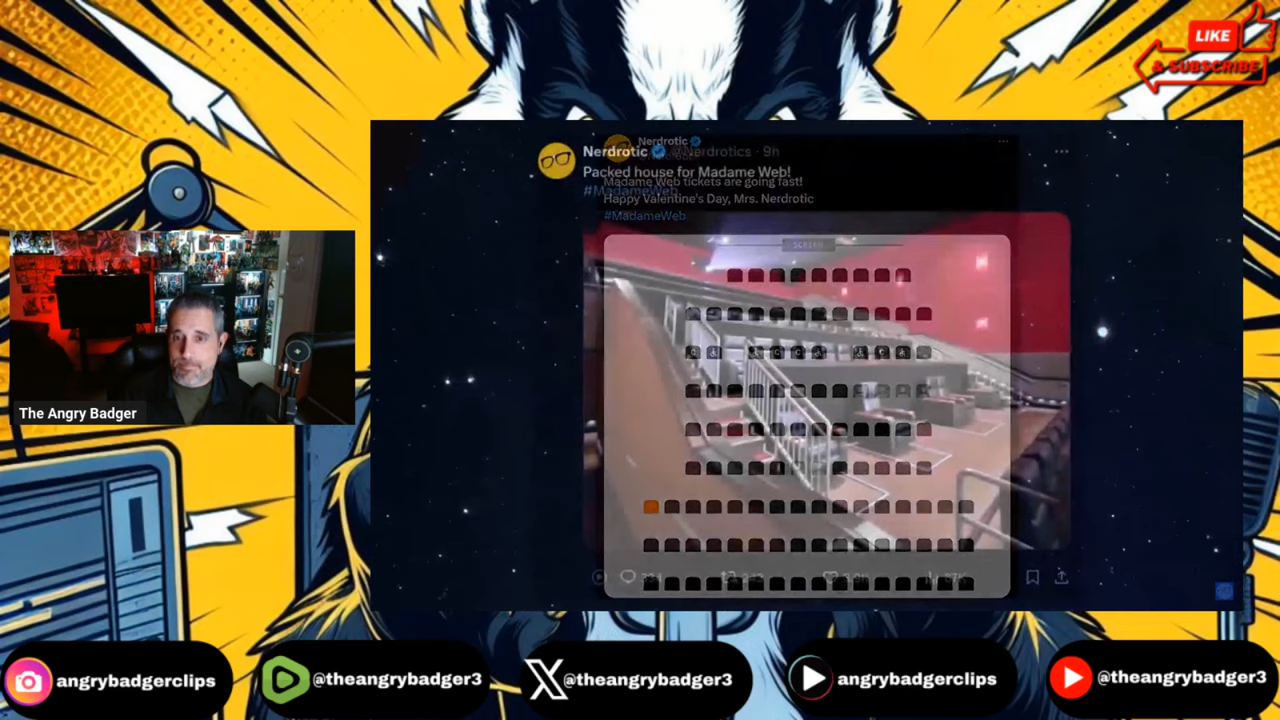 LIKE
& SUBSCRIBE
Nerdrotic
Nerdrotic @Nerdrotics · 9h
Packed house for Madame Web!
#MadameWeb
Madame Web tickets are going fast!
Happy Valentine's Day, Mrs. Nerdrotic
#MadameWeb
SCREEN
The Angry Badger
angrybadgerclips
@theangrybadger3
@theangrybadger3
angrybadgerclips
@theangrybadger3